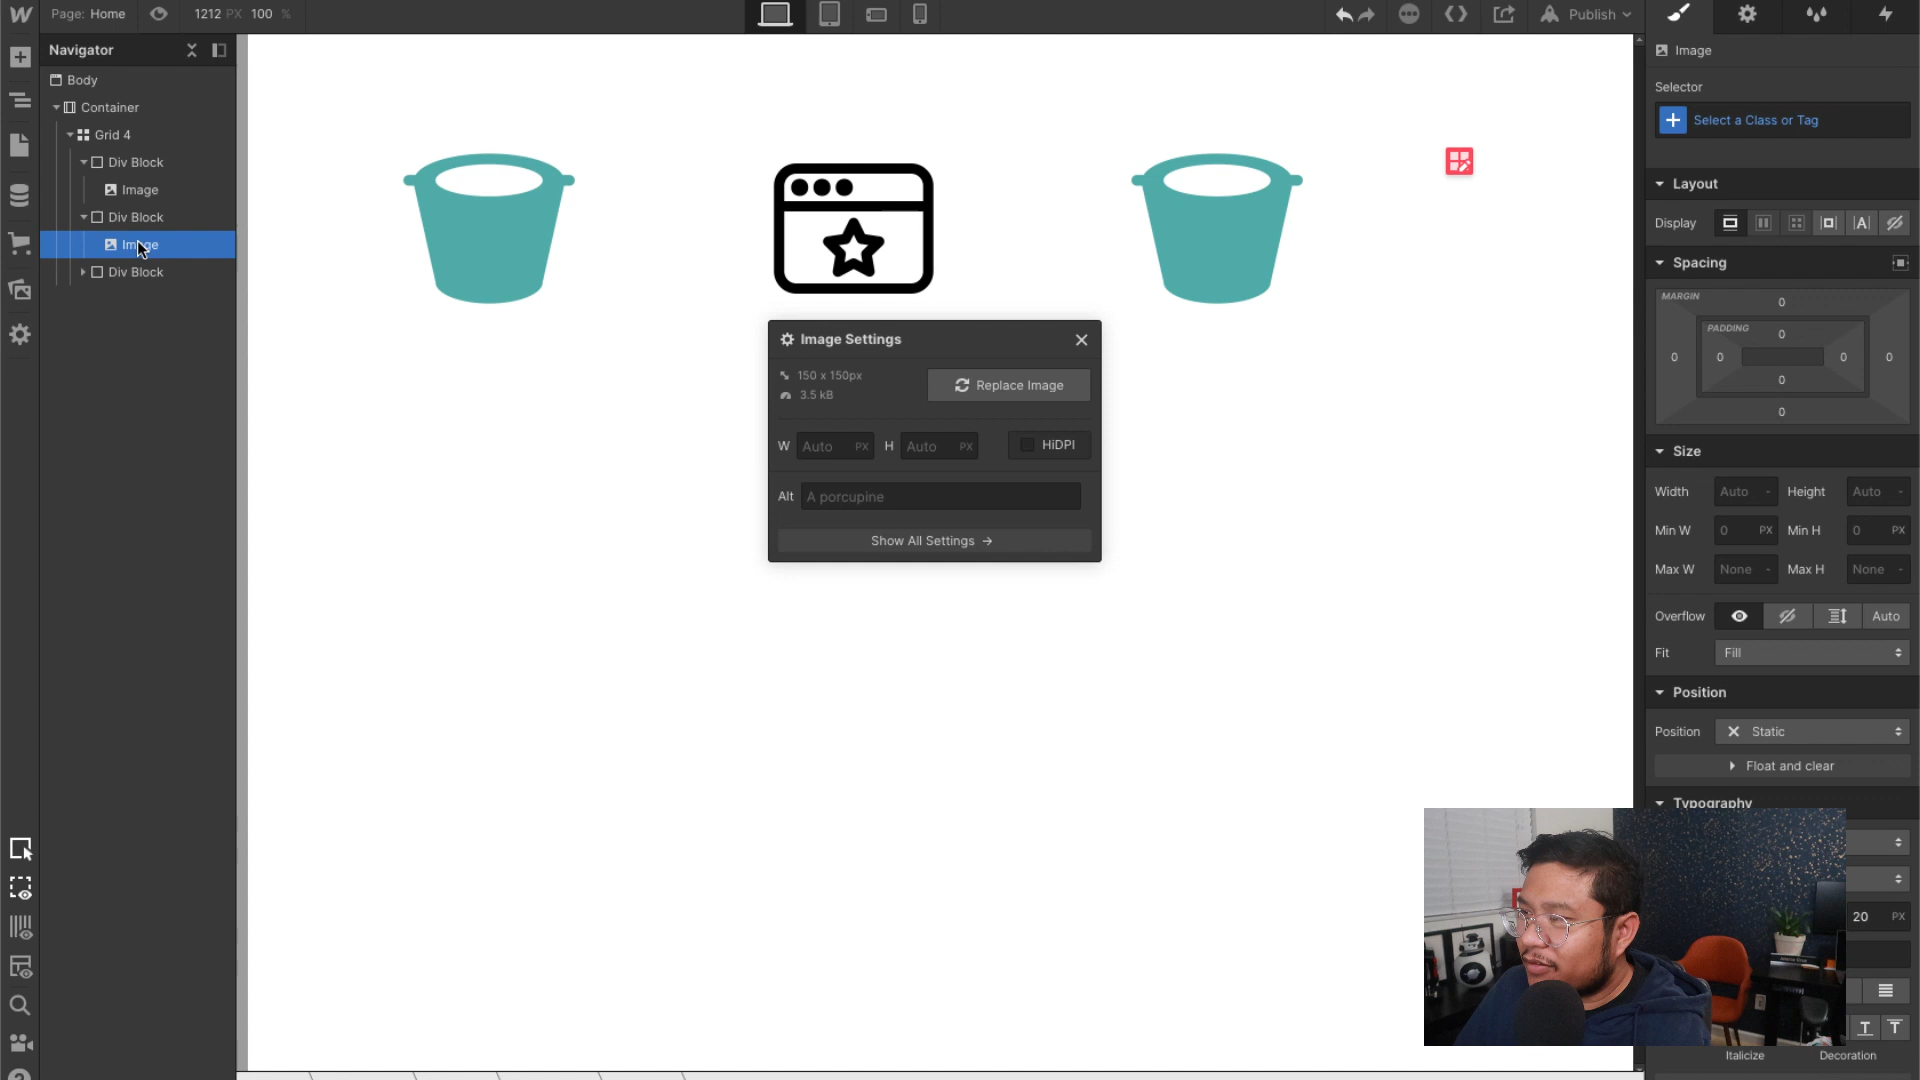 Page: Home
1212 PX 100 %
Publish
Navigator
Body
Container
Grid 4
Div Block
Image
Div Block
Image
Div Block
Image Settings
150 x 150px
3.5 kB
Replace Image
W Auto PX H Auto PX HiDPI
Alt A porcupine
Show All Settings →
Image
Selector
Select a Class or Tag
Layout
Display
Spacing
MARGIN
0
PADDING
0
0 0 0 0
0
0
Size
Width Auto - Height Auto -
Min W 0 PX Min H 0 PX
Max W None - Max H None -
Overflow Auto
Fit Fill
Position
Position Static
Float and clear
Typography
20 PX
Italicize Decoration